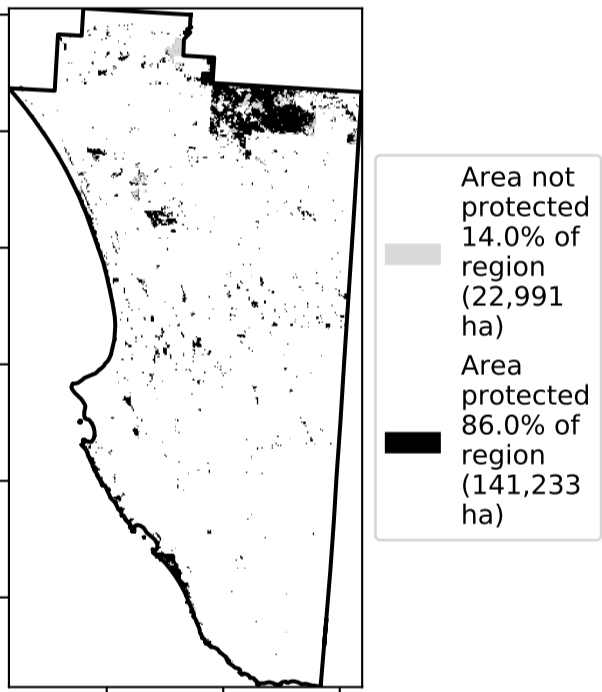 Area not
protected
14.0% of
region
(22,991
ha)
Area
protected
86.0% of
region
(141,233
ha)